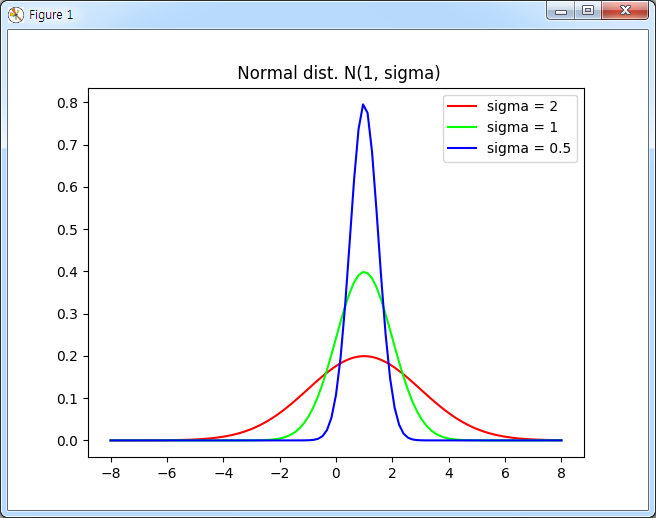 Figure 1
Normal dist. N(1, sigma)
sigma = 2
sigma = 1
sigma = 0.5
0.8
0.7
0.6
0.5
0.4
0.3
0.2
0.1
0.0
−8 −6 −4 −2 0 2 4 6 8